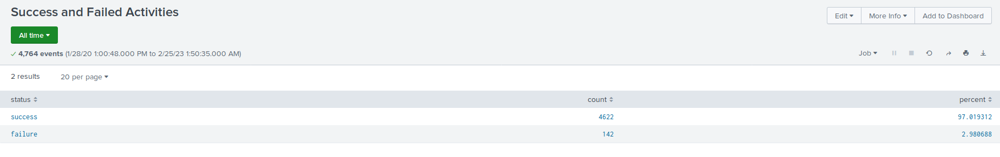 Success and Failed Activities
Edit More Info Add to Dashboard
All time
4,764 events (1/28/20 1:00:48.000 PM to 2/25/23 1:50:35.000 AM)
Job
2 results 20 per page
status count percent
success 4622 97.019312
failure 142 2.980688